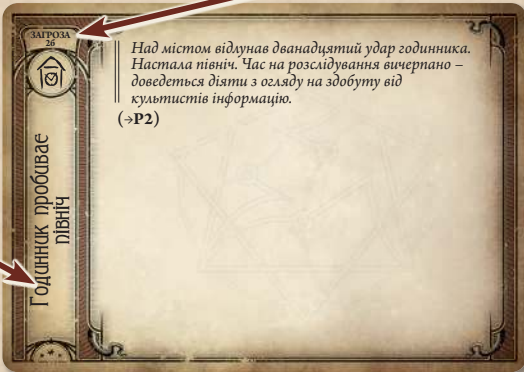 ЗАГРОЗА
2б
Над містом відлунав дванадцятий удар годинника.
Настала північ. Час на розслідування вичерпано –
доведеться діяти з огляду на здобуту від
культистів інформацію.
(→P2)
Годинник пробиває
північ